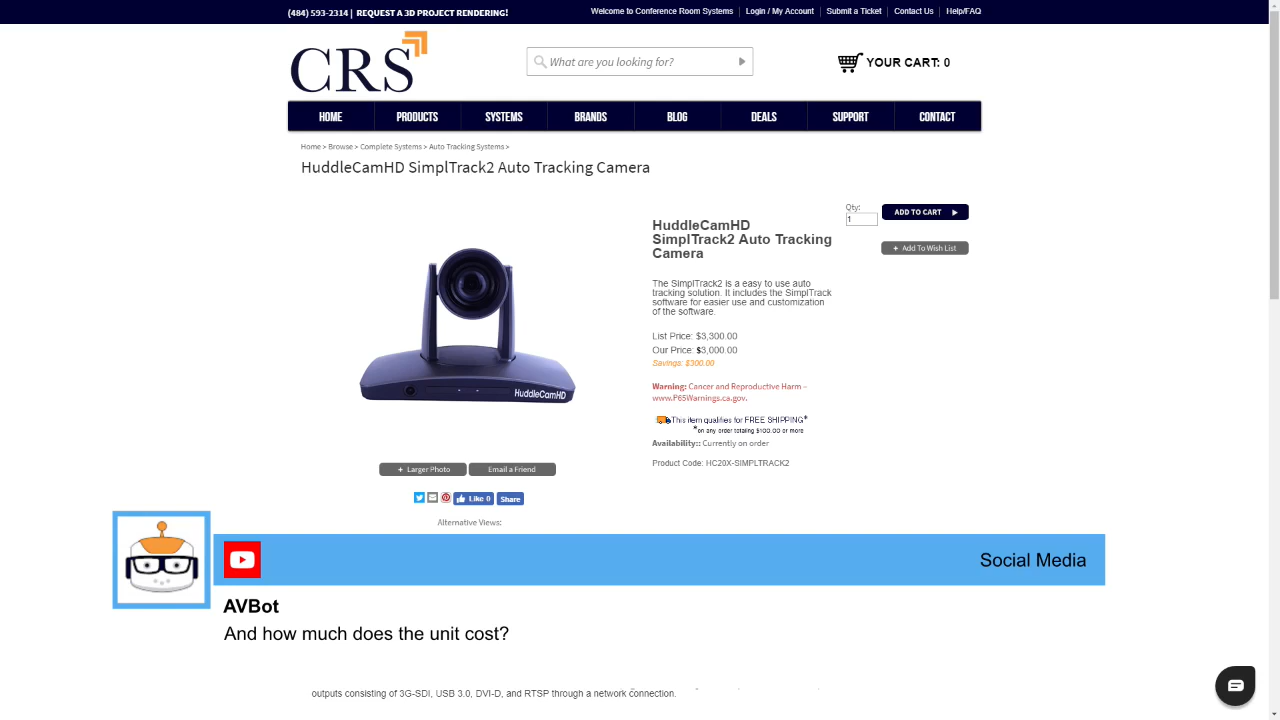 (484) 593-2314 | REQUEST A 3D PROJECT RENDERING!
Welcome to Conference Room Systems
Login / My Account
Submit a Ticket
Contact Us
Help/FAQ
CRS
What are you looking for?
YOUR CART: 0
HOME
PRODUCTS
SYSTEMS
BRANDS
BLOG
DEALS
SUPPORT
CONTACT
Home > Browse > Complete Systems > Auto Tracking Systems >
HuddleCamHD SimplTrack2 Auto Tracking Camera
Qty:
1
ADD TO CART
+ Add To Wish List
HuddleCamHD
SimplTrack2 Auto Tracking
Camera
The SimplTrack2 is a easy to use auto
tracking solution. It includes the SimplTrack
software for easier use and customization
of the software.
List Price: $3,300.00
Our Price: $3,000.00
Savings: $300.00
Warning: Cancer and Reproductive Harm -
www.P65Warnings.ca.gov.
This item qualifies for FREE SHIPPING*
*on any order totaling $100.00 or more
Availability:: Currently on order
Product Code: HC20X-SIMPLTRACK2
HuddleCamHD
+ Larger Photo
Email a Friend
Like 0
Share
Alternative Views:
Social Media
AVBot
And how much does the unit cost?
outputs consisting of 3G-SDI, USB 3.0, DVI-D, and RTSP through a network connection.